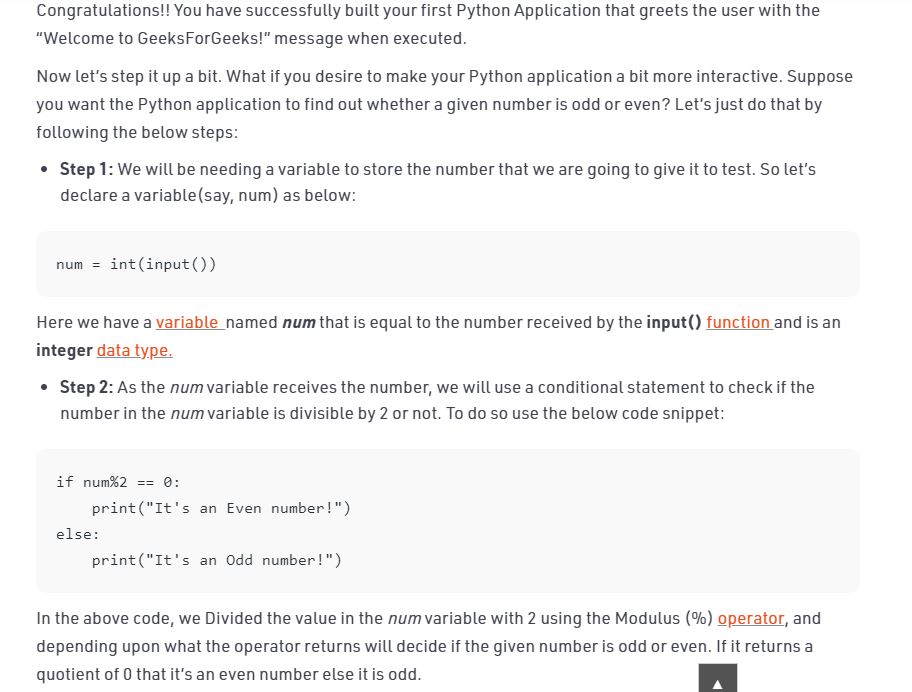 Congratulations!! You have successfully built your first Python Application that greets the user with the
“Welcome to GeeksForGeeks!” message when executed.
Now let’s step it up a bit. What if you desire to make your Python application a bit more interactive. Suppose
you want the Python application to find out whether a given number is odd or even? Let’s just do that by
following the below steps:
• Step 1: We will be needing a variable to store the number that we are going to give it to test. So let’s
declare a variable(say, num) as below:
num = int(input())
Here we have a variable named num that is equal to the number received by the input() function and is an
integer data type.
• Step 2: As the num variable receives the number, we will use a conditional statement to check if the
number in the num variable is divisible by 2 or not. To do so use the below code snippet:
if num%2 == 0:
    print("It's an Even number!")
else:
    print("It's an Odd number!")
In the above code, we Divided the value in the num variable with 2 using the Modulus (%) operator, and
depending upon what the operator returns will decide if the given number is odd or even. If it returns a
quotient of 0 that it’s an even number else it is odd.